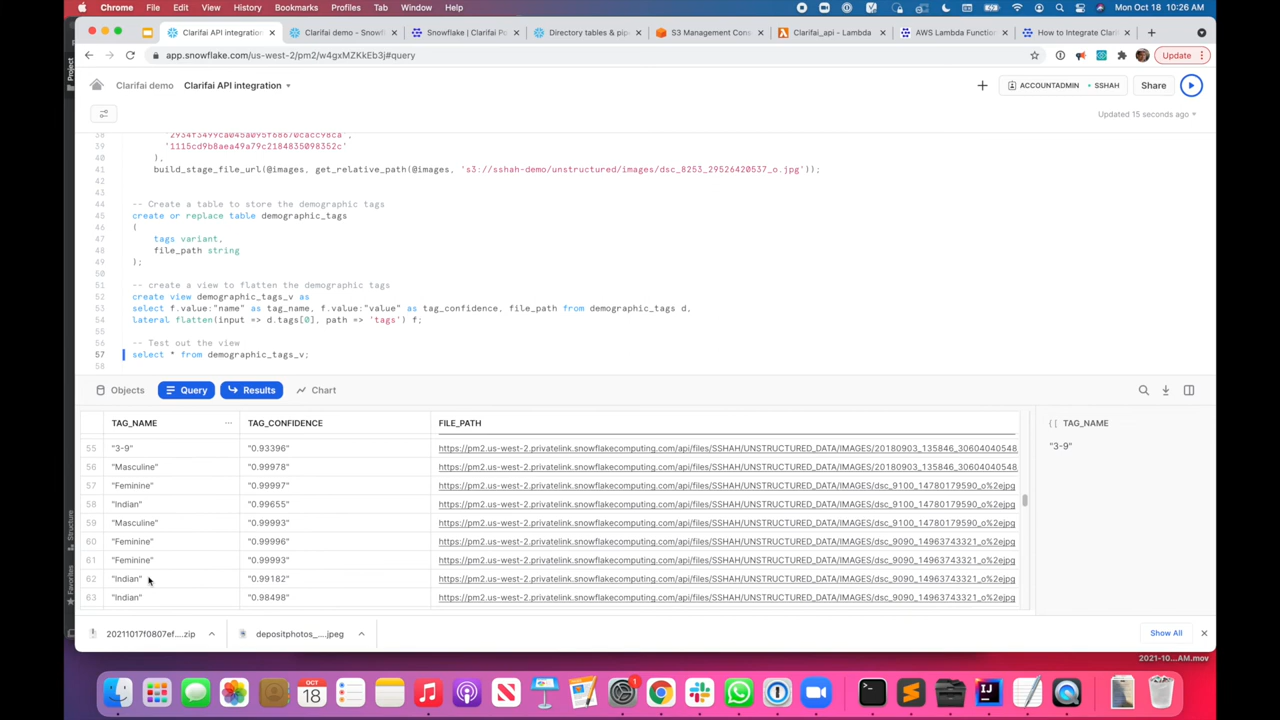 Chrome File Edit View History Bookmarks Profiles Tab Window Help
Mon Oct 18 10:26 AM
Clarifai API integration
Clarifai demo - Snowfl
Snowflake | Clarifai Po
Directory tables & pip
S3 Management Con
Clarifai_api - Lambda
AWS Lambda Function
How to Integrate Clari
app.snowflake.com/us-west-2/pm2/w4gxMZKkEb3j#query
Update
Clarifai demo Clarifai API integration
ACCOUNTADMIN • SSHAH
Share
Updated 15 seconds ago
Project
38 '2934f3499ca045a095f68670cacc98ca',
39 '1115cd9b8aea49a79c2184835098352c'
40 ),
41 build_stage_file_url(@images, get_relative_path(@images, 's3://sshah-demo/unstructured/images/dsc_8253_29526420537_o.jpg'));
42
43
44 -- Create a table to store the demographic tags
45 create or replace table demographic_tags
46 (
47 tags variant,
48 file_path string
49 );
50
51 -- create a view to flatten the demographic tags
52 create view demographic_tags_v as
53 select f.value:"name" as tag_name, f.value:"value" as tag_confidence, file_path from demographic_tags d,
54 lateral flatten(input => d.tags[0], path => 'tags') f;
55
56 -- Test out the view
57 select * from demographic_tags_v;
58
Objects Query Results Chart
TAG_NAME ... TAG_CONFIDENCE FILE_PATH
55 "3-9" "0.93396" https://pm2.us-west-2.privatelink.snowflakecomputing.com/api/files/SSHAH/UNSTRUCTURED_DATA/IMAGES/20180903_135846_30604040548
56 "Masculine" "0.99978" https://pm2.us-west-2.privatelink.snowflakecomputing.com/api/files/SSHAH/UNSTRUCTURED_DATA/IMAGES/20180903_135846_30604040548
57 "Feminine" "0.99997" https://pm2.us-west-2.privatelink.snowflakecomputing.com/api/files/SSHAH/UNSTRUCTURED_DATA/IMAGES/dsc_9100_14780179590_o%2ejpg
58 "Indian" "0.99655" https://pm2.us-west-2.privatelink.snowflakecomputing.com/api/files/SSHAH/UNSTRUCTURED_DATA/IMAGES/dsc_9100_14780179590_o%2ejpg
59 "Masculine" "0.99993" https://pm2.us-west-2.privatelink.snowflakecomputing.com/api/files/SSHAH/UNSTRUCTURED_DATA/IMAGES/dsc_9100_14780179590_o%2ejpg
60 "Feminine" "0.99996" https://pm2.us-west-2.privatelink.snowflakecomputing.com/api/files/SSHAH/UNSTRUCTURED_DATA/IMAGES/dsc_9090_14963743321_o%2ejpg
61 "Feminine" "0.99993" https://pm2.us-west-2.privatelink.snowflakecomputing.com/api/files/SSHAH/UNSTRUCTURED_DATA/IMAGES/dsc_9090_14963743321_o%2ejpg
62 "Indian" "0.99182" https://pm2.us-west-2.privatelink.snowflakecomputing.com/api/files/SSHAH/UNSTRUCTURED_DATA/IMAGES/dsc_9090_14963743321_o%2ejpg
63 "Indian" "0.98498" https://pm2.us-west-2.privatelink.snowflakecomputing.com/api/files/SSHAH/UNSTRUCTURED_DATA/IMAGES/dsc_9090_14963743321_o%2ejpg
{[ TAG_NAME
"3-9"
Structure
Favorites
20211017f0807ef....zip
depositphotos_....jpeg
Show All
2021-10...AM.mov
OCT
18
1